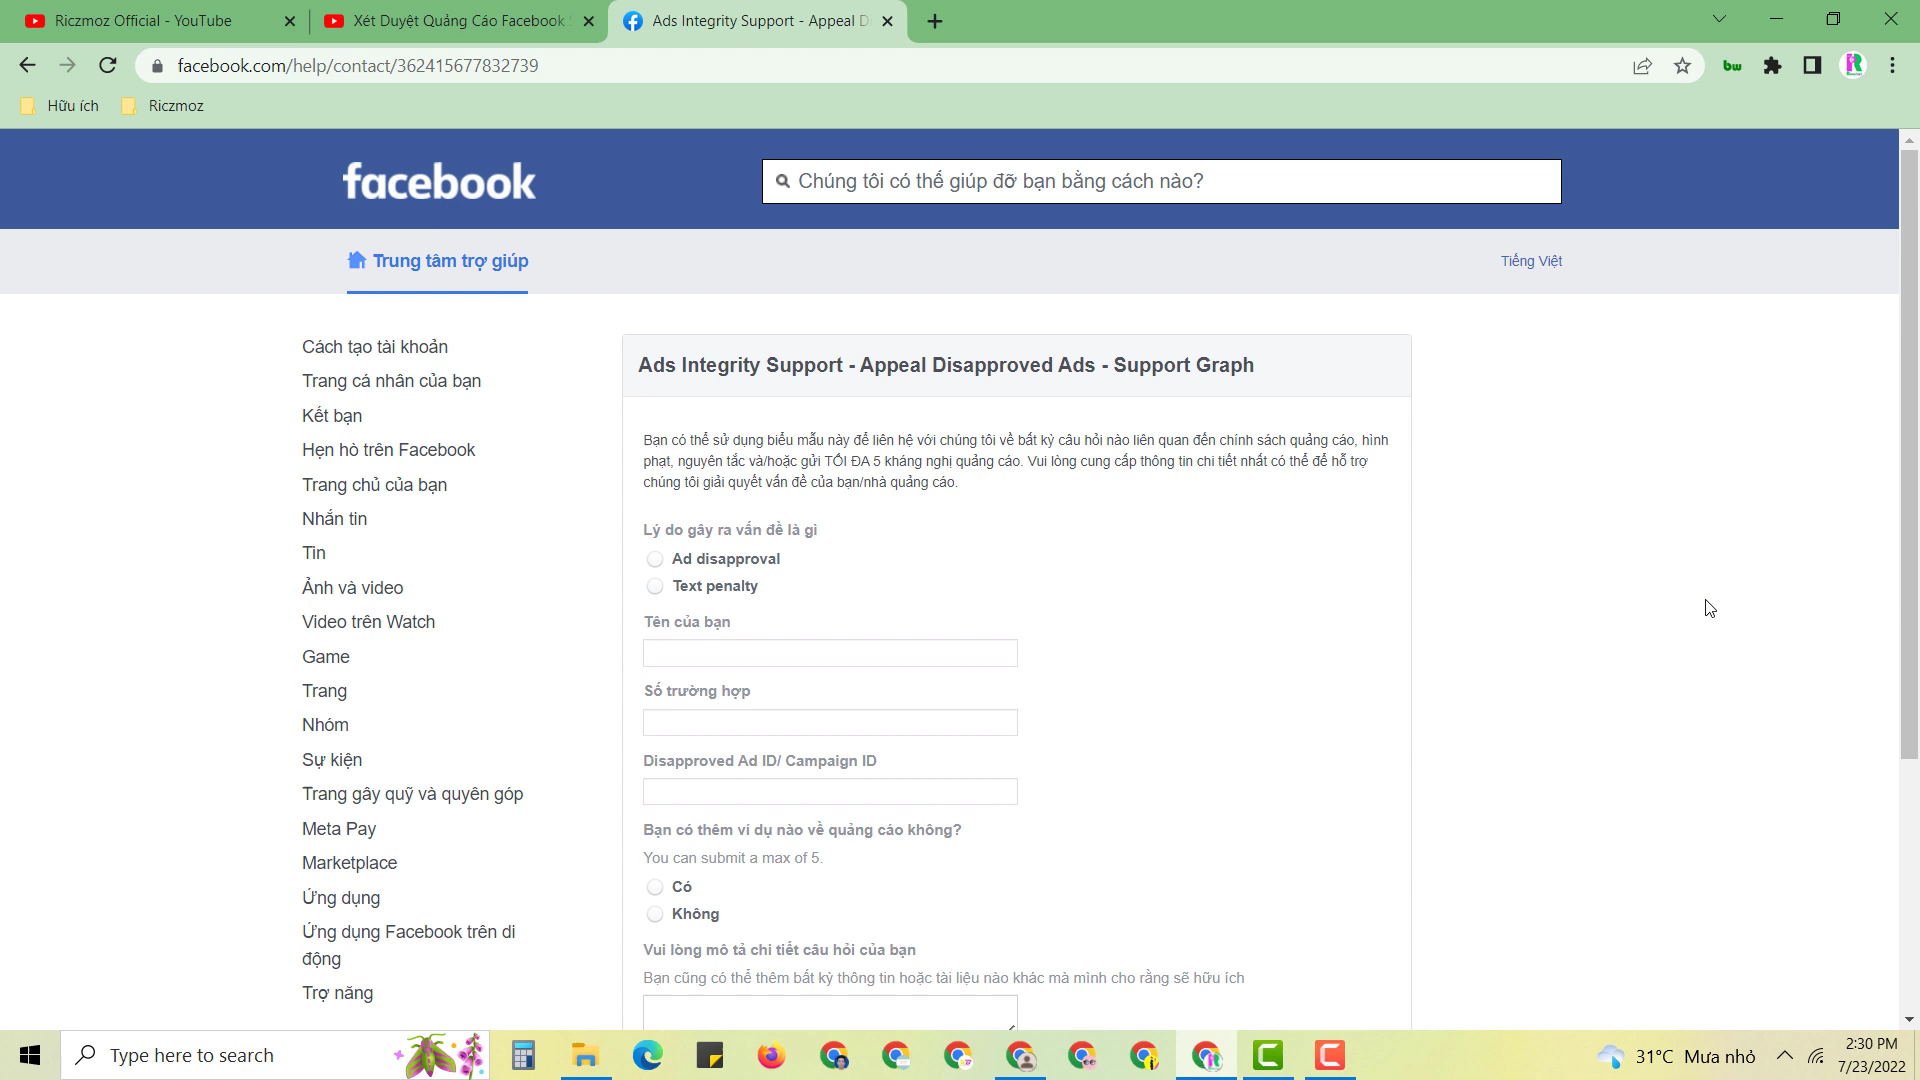 Riczmoz Official - YouTube
Xét Duyệt Quảng Cáo Facebook
Ads Integrity Support - Appeal D
facebook.com/help/contact/362415677832739
bw
Hữu ích
Riczmoz
facebook
Chúng tôi có thể giúp đỡ bạn bằng cách nào?
Trung tâm trợ giúp
Tiếng Việt
Cách tạo tài khoản
Trang cá nhân của bạn
Kết bạn
Hẹn hò trên Facebook
Trang chủ của bạn
Nhắn tin
Tin
Ảnh và video
Video trên Watch
Game
Trang
Nhóm
Sự kiện
Trang gây quỹ và quyên góp
Meta Pay
Marketplace
Ứng dụng
Ứng dụng Facebook trên di
động
Trợ năng
Ads Integrity Support - Appeal Disapproved Ads - Support Graph
Bạn có thể sử dụng biểu mẫu này để liên hệ với chúng tôi về bất kỳ câu hỏi nào liên quan đến chính sách quảng cáo, hình
phạt, nguyên tắc và/hoặc gửi TỐI ĐA 5 kháng nghị quảng cáo. Vui lòng cung cấp thông tin chi tiết nhất có thể để hỗ trợ
chúng tôi giải quyết vấn đề của bạn/nhà quảng cáo.
Lý do gây ra vấn đề là gì
Ad disapproval
Text penalty
Tên của bạn
Số trường hợp
Disapproved Ad ID/ Campaign ID
Bạn có thêm ví dụ nào về quảng cáo không?
You can submit a max of 5.
Có
Không
Vui lòng mô tả chi tiết câu hỏi của bạn
Bạn cũng có thể thêm bất kỳ thông tin hoặc tài liệu nào khác mà mình cho rằng sẽ hữu ích
Type here to search
31°C Mưa nhỏ
2:30 PM
7/23/2022